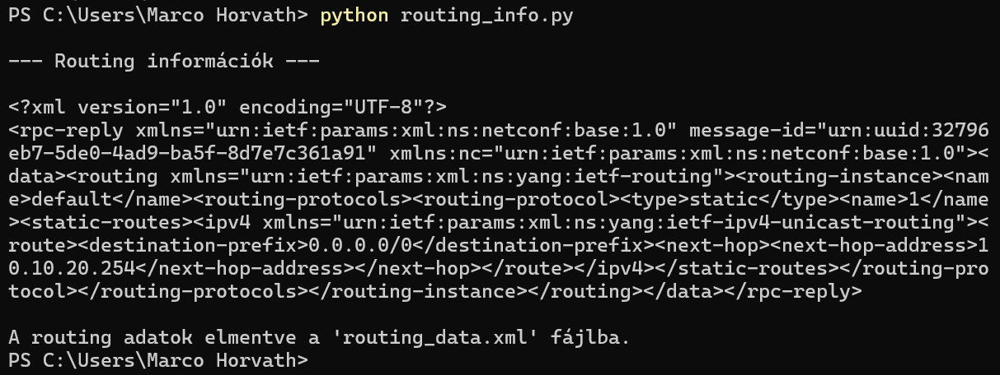 PS C:\Users\Marco Horvath> python routing_info.py
--- Routing információk ---
<?xml version="1.0" encoding="UTF-8"?>
<rpc-reply xmlns="urn:ietf:params:xml:ns:netconf:base:1.0" message-id="urn:uuid:32796
eb7-5de0-4ad9-ba5f-8d7e7c361a91" xmlns:nc="urn:ietf:params:xml:ns:netconf:base:1.0"><
data><routing xmlns="urn:ietf:params:xml:ns:yang:ietf-routing"><routing-instance><nam
e>default</name><routing-protocols><routing-protocol><type>static</type><name>1</name
><static-routes><ipv4 xmlns="urn:ietf:params:xml:ns:yang:ietf-ipv4-unicast-routing"><
route><destination-prefix>0.0.0.0/0</destination-prefix><next-hop><next-hop-address>1
0.10.20.254</next-hop-address></next-hop></route></ipv4></static-routes></routing-pro
tocol></routing-protocols></routing-instance></routing></data></rpc-reply>
A routing adatok elmentve a 'routing_data.xml' fájlba.
PS C:\Users\Marco Horvath>